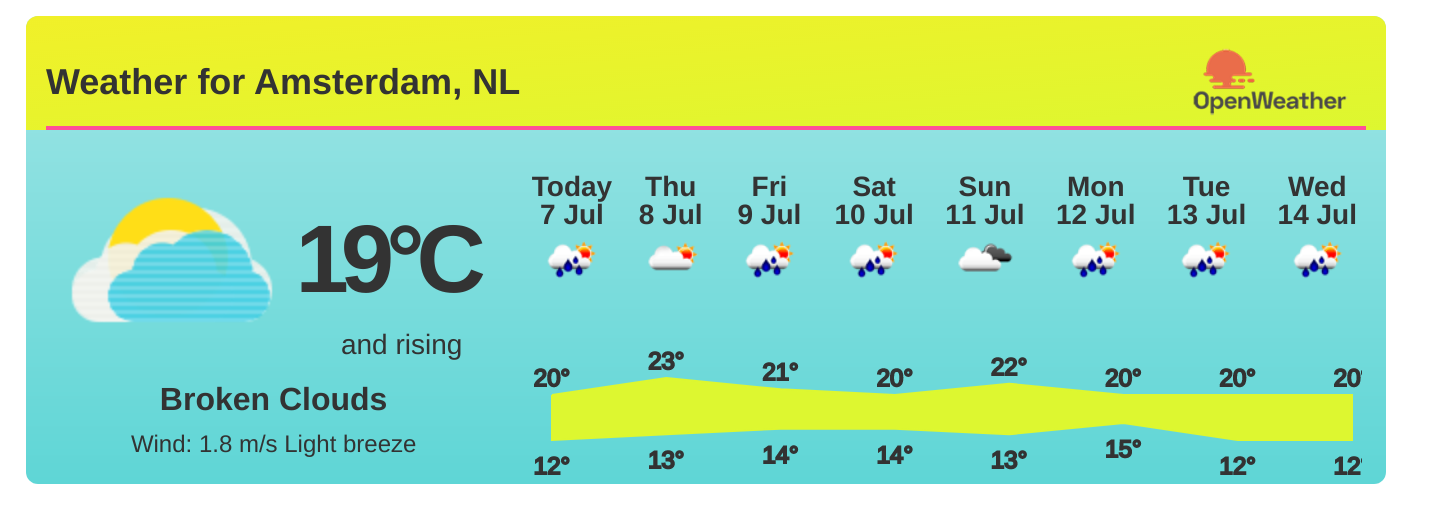 Weather for Amsterdam, NL
OpenWeather
19°C
and rising
Broken Clouds
Wind: 1.8 m/s Light breeze
Today Thu Fri Sat Sun Mon Tue Wed
7 Jul 8 Jul 9 Jul 10 Jul 11 Jul 12 Jul 13 Jul 14 Jul
20° 23° 21° 20° 22° 20° 20° 20°
12° 13° 14° 14° 13° 15° 12° 12°